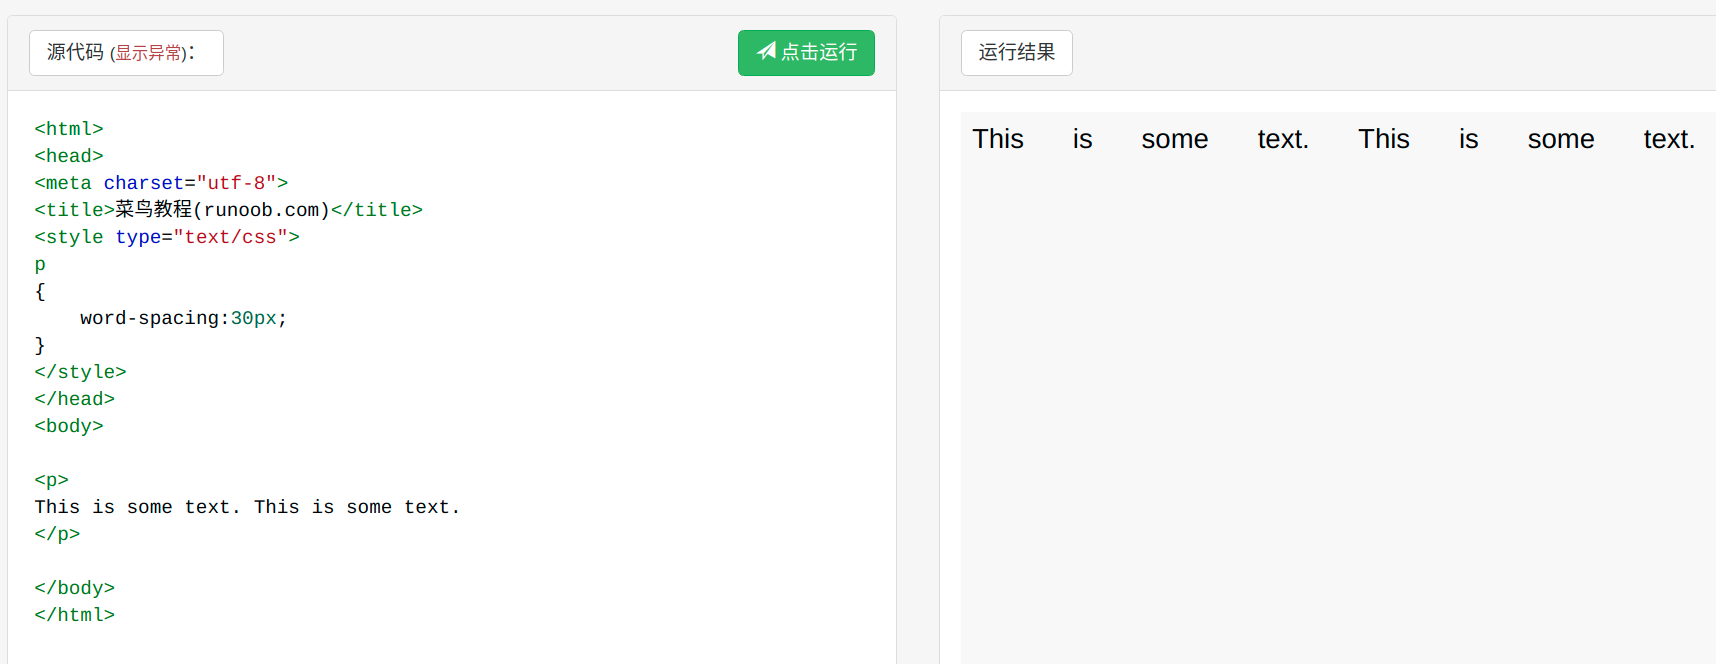 源代码 (显示异常)：
点击运行
<html>
<head>
<meta charset="utf-8">
<title>菜鸟教程(runoob.com)</title>
<style type="text/css">
p
{
    word-spacing:30px;
}
</style>
</head>
<body>

<p>
This is some text. This is some text.
</p>

</body>
</html>
运行结果
This is some text. This is some text.